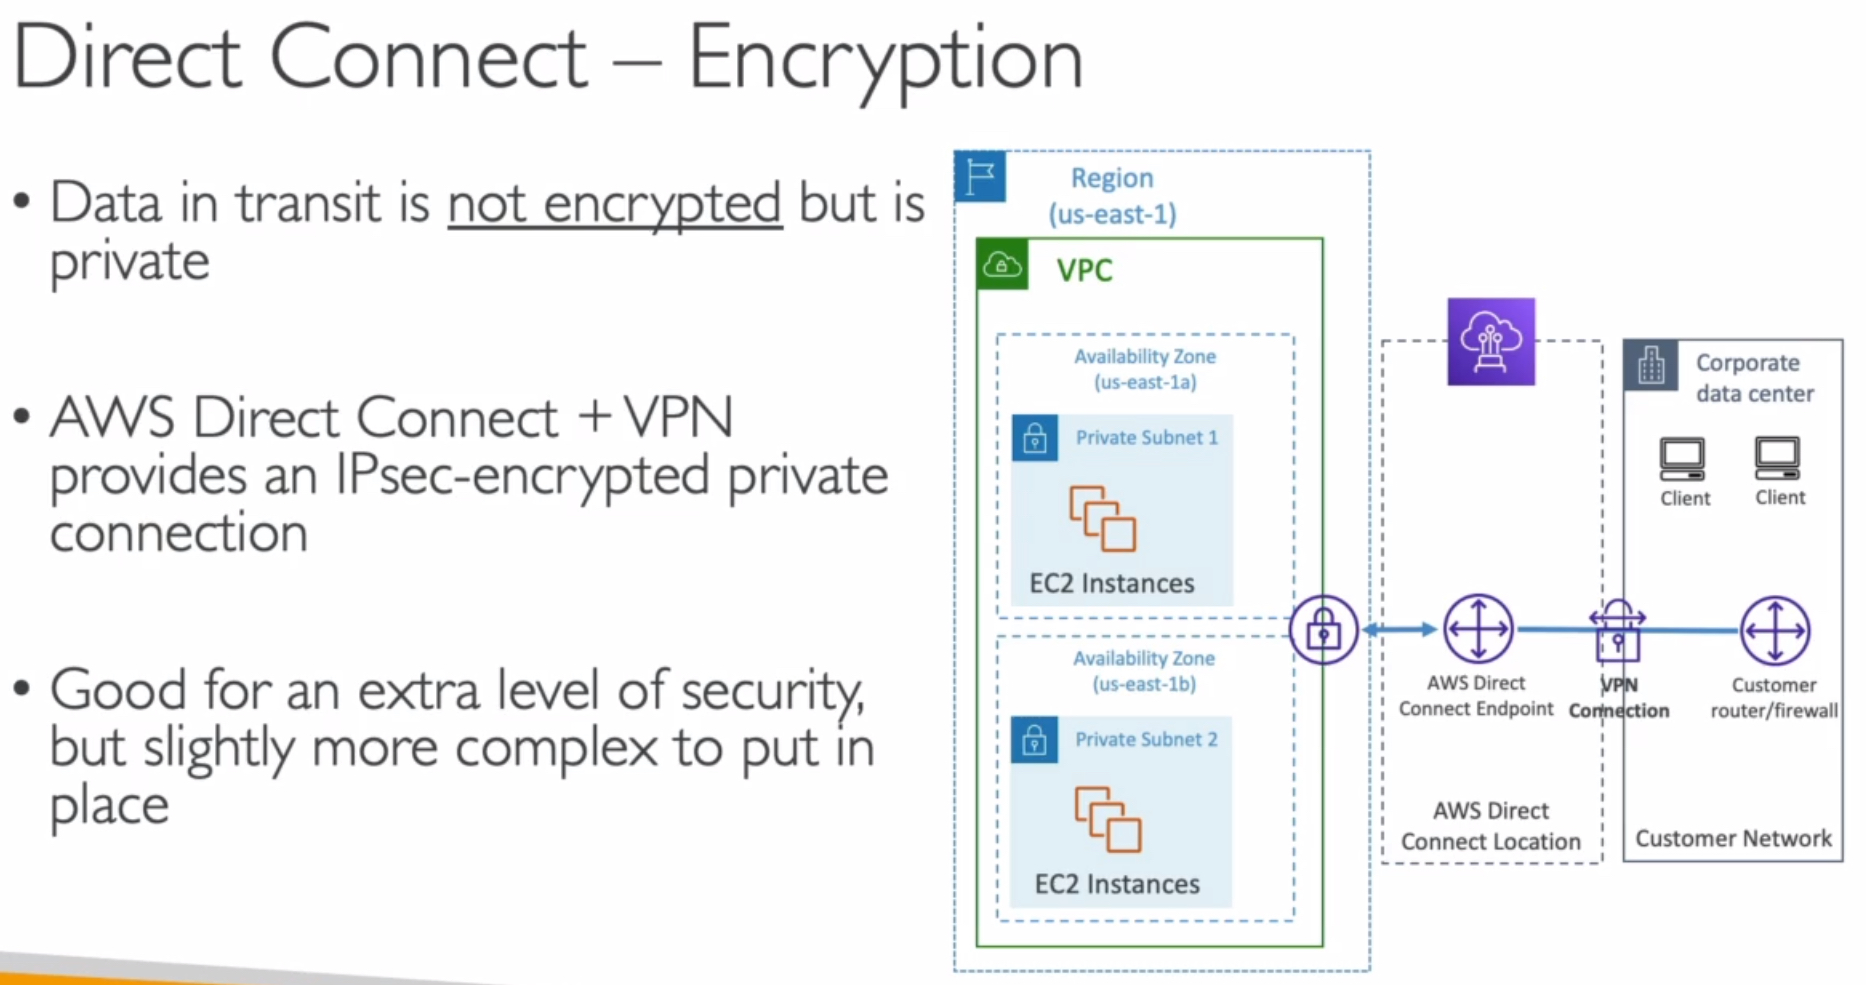 Direct Connect – Encryption
• Data in transit is not encrypted but is
private
• AWS Direct Connect + VPN
provides an IPsec-encrypted private
connection
• Good for an extra level of security,
but slightly more complex to put in
place
Region
(us-east-1)
VPC
Availability Zone
(us-east-1a)
Private Subnet 1
EC2 Instances
Availability Zone
(us-east-1b)
Private Subnet 2
EC2 Instances
AWS Direct
Connect Endpoint
AWS Direct
Connect Location
VPN
Connection
Corporate
data center
Client
Client
Customer
router/firewall
Customer Network